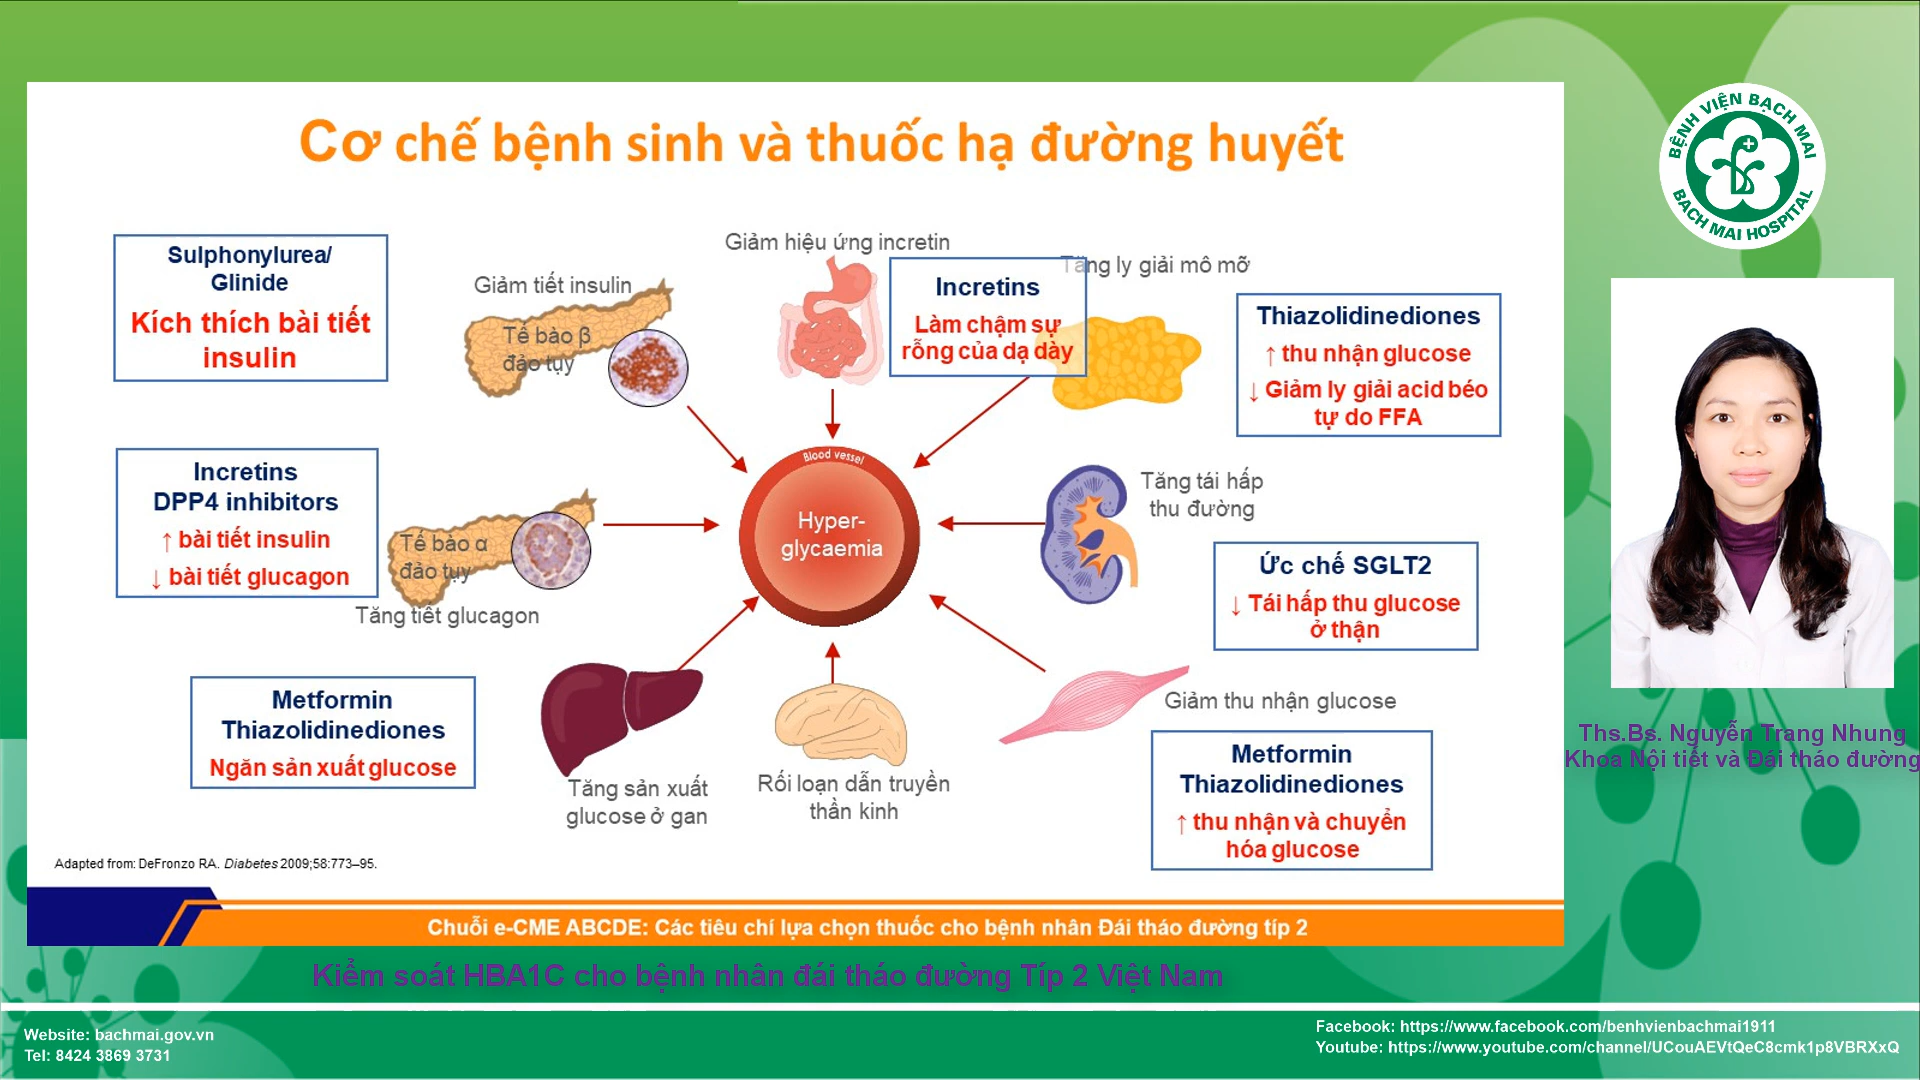 Cơ chế bệnh sinh và thuốc hạ đường huyết
Sulphonylurea/
Glinide
Kích thích bài tiết
insulin
Giảm tiết insulin
Tế bào β
đảo tụy
Giảm hiệu ứng incretin
Incretins
Làm chậm sự
rỗng của dạ dày
Tăng ly giải mô mỡ
Thiazolidinediones
↑ thu nhận glucose
↓ Giảm ly giải acid béo
tự do FFA
Incretins
DPP4 inhibitors
↑ bài tiết insulin
↓ bài tiết glucagon
Tế bào α
đảo tụy
Tăng tiết glucagon
Blood vessel
Hyper-
glycaemia
Tăng tái hấp
thu đường
Ức chế SGLT2
↓ Tái hấp thu glucose
ở thận
Metformin
Thiazolidinediones
Ngăn sản xuất glucose
Tăng sản xuất
glucose ở gan
Rối loạn dẫn truyền
thần kinh
Giảm thu nhận glucose
Metformin
Thiazolidinediones
↑ thu nhận và chuyển
hóa glucose
Adapted from: DeFronzo RA. Diabetes 2009;58:773–95.
Chuỗi e-CME ABCDE: Các tiêu chí lựa chọn thuốc cho bệnh nhân Đái tháo đường típ 2
BỆNH VIỆN BẠCH MAI
BACH MAI HOSPITAL
Ths.Bs. Nguyễn Trang Nhung
Khoa Nội tiết và Đái tháo đường
Kiểm soát HBA1C cho bệnh nhân đái tháo đường Típ 2 Việt Nam
Website: bachmai.gov.vn
Tel: 8424 3869 3731
Facebook: https://www.facebook.com/benhvienbachmai1911
Youtube: https://www.youtube.com/channel/UCouAEVtQeC8cmk1p8VBRXxQ